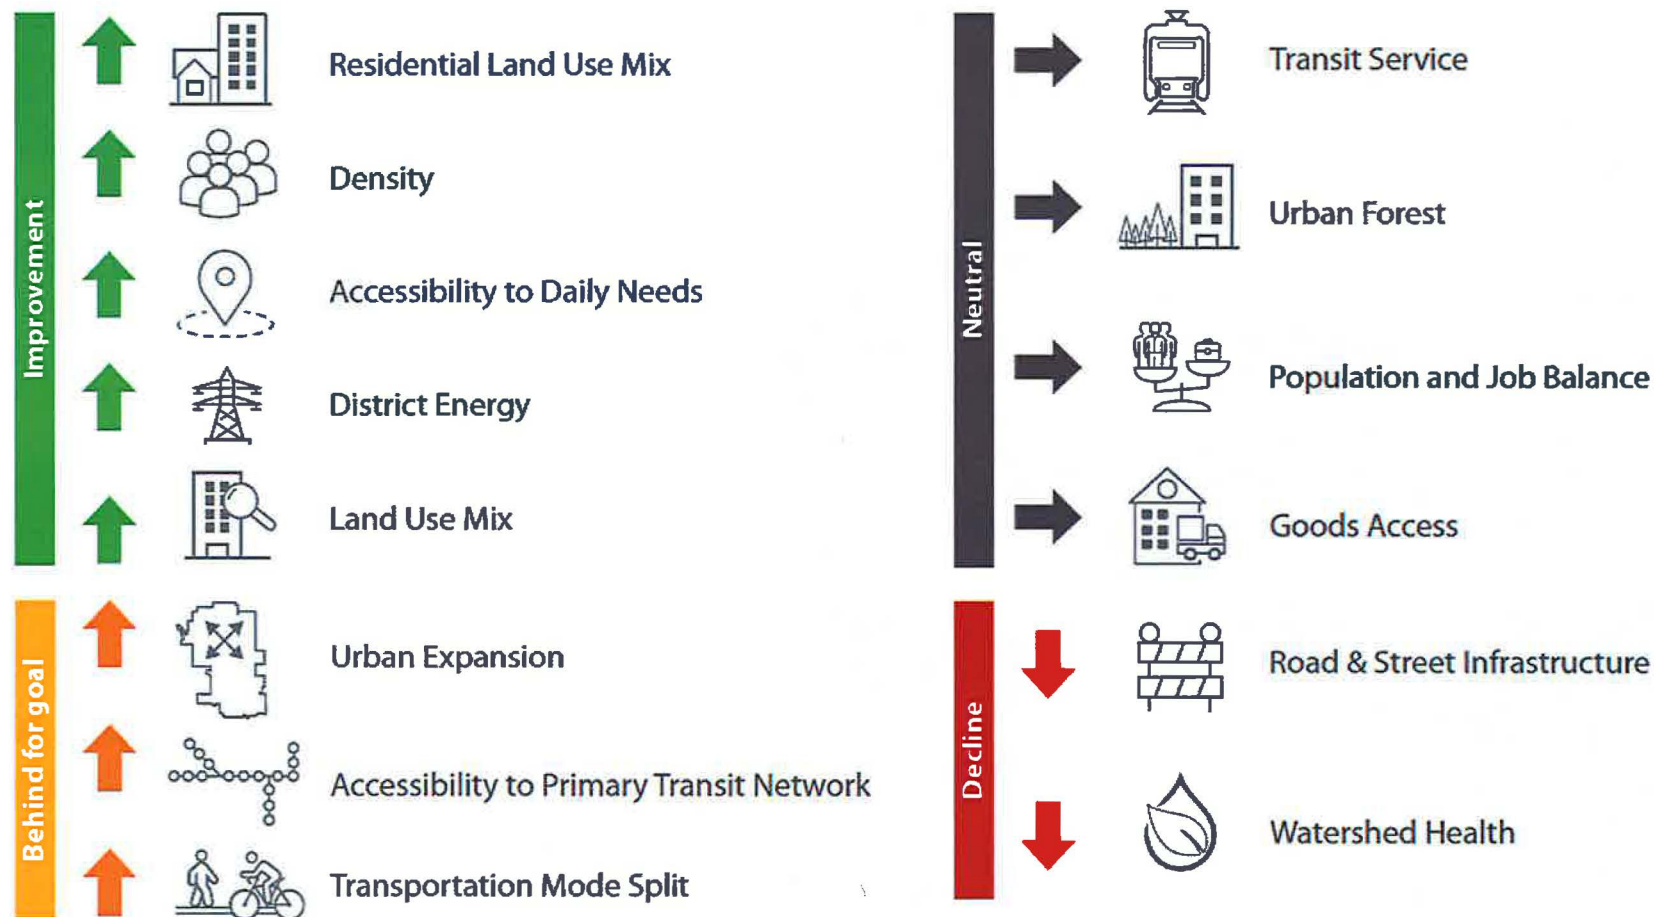 Improvement
Residential Land Use Mix
Density
Accessibility to Daily Needs
District Energy
Land Use Mix
Behind for goal
Urban Expansion
Accessibility to Primary Transit Network
Transportation Mode Split
Neutral
Transit Service
Urban Forest
Population and Job Balance
Goods Access
Decline
Road & Street Infrastructure
Watershed Health